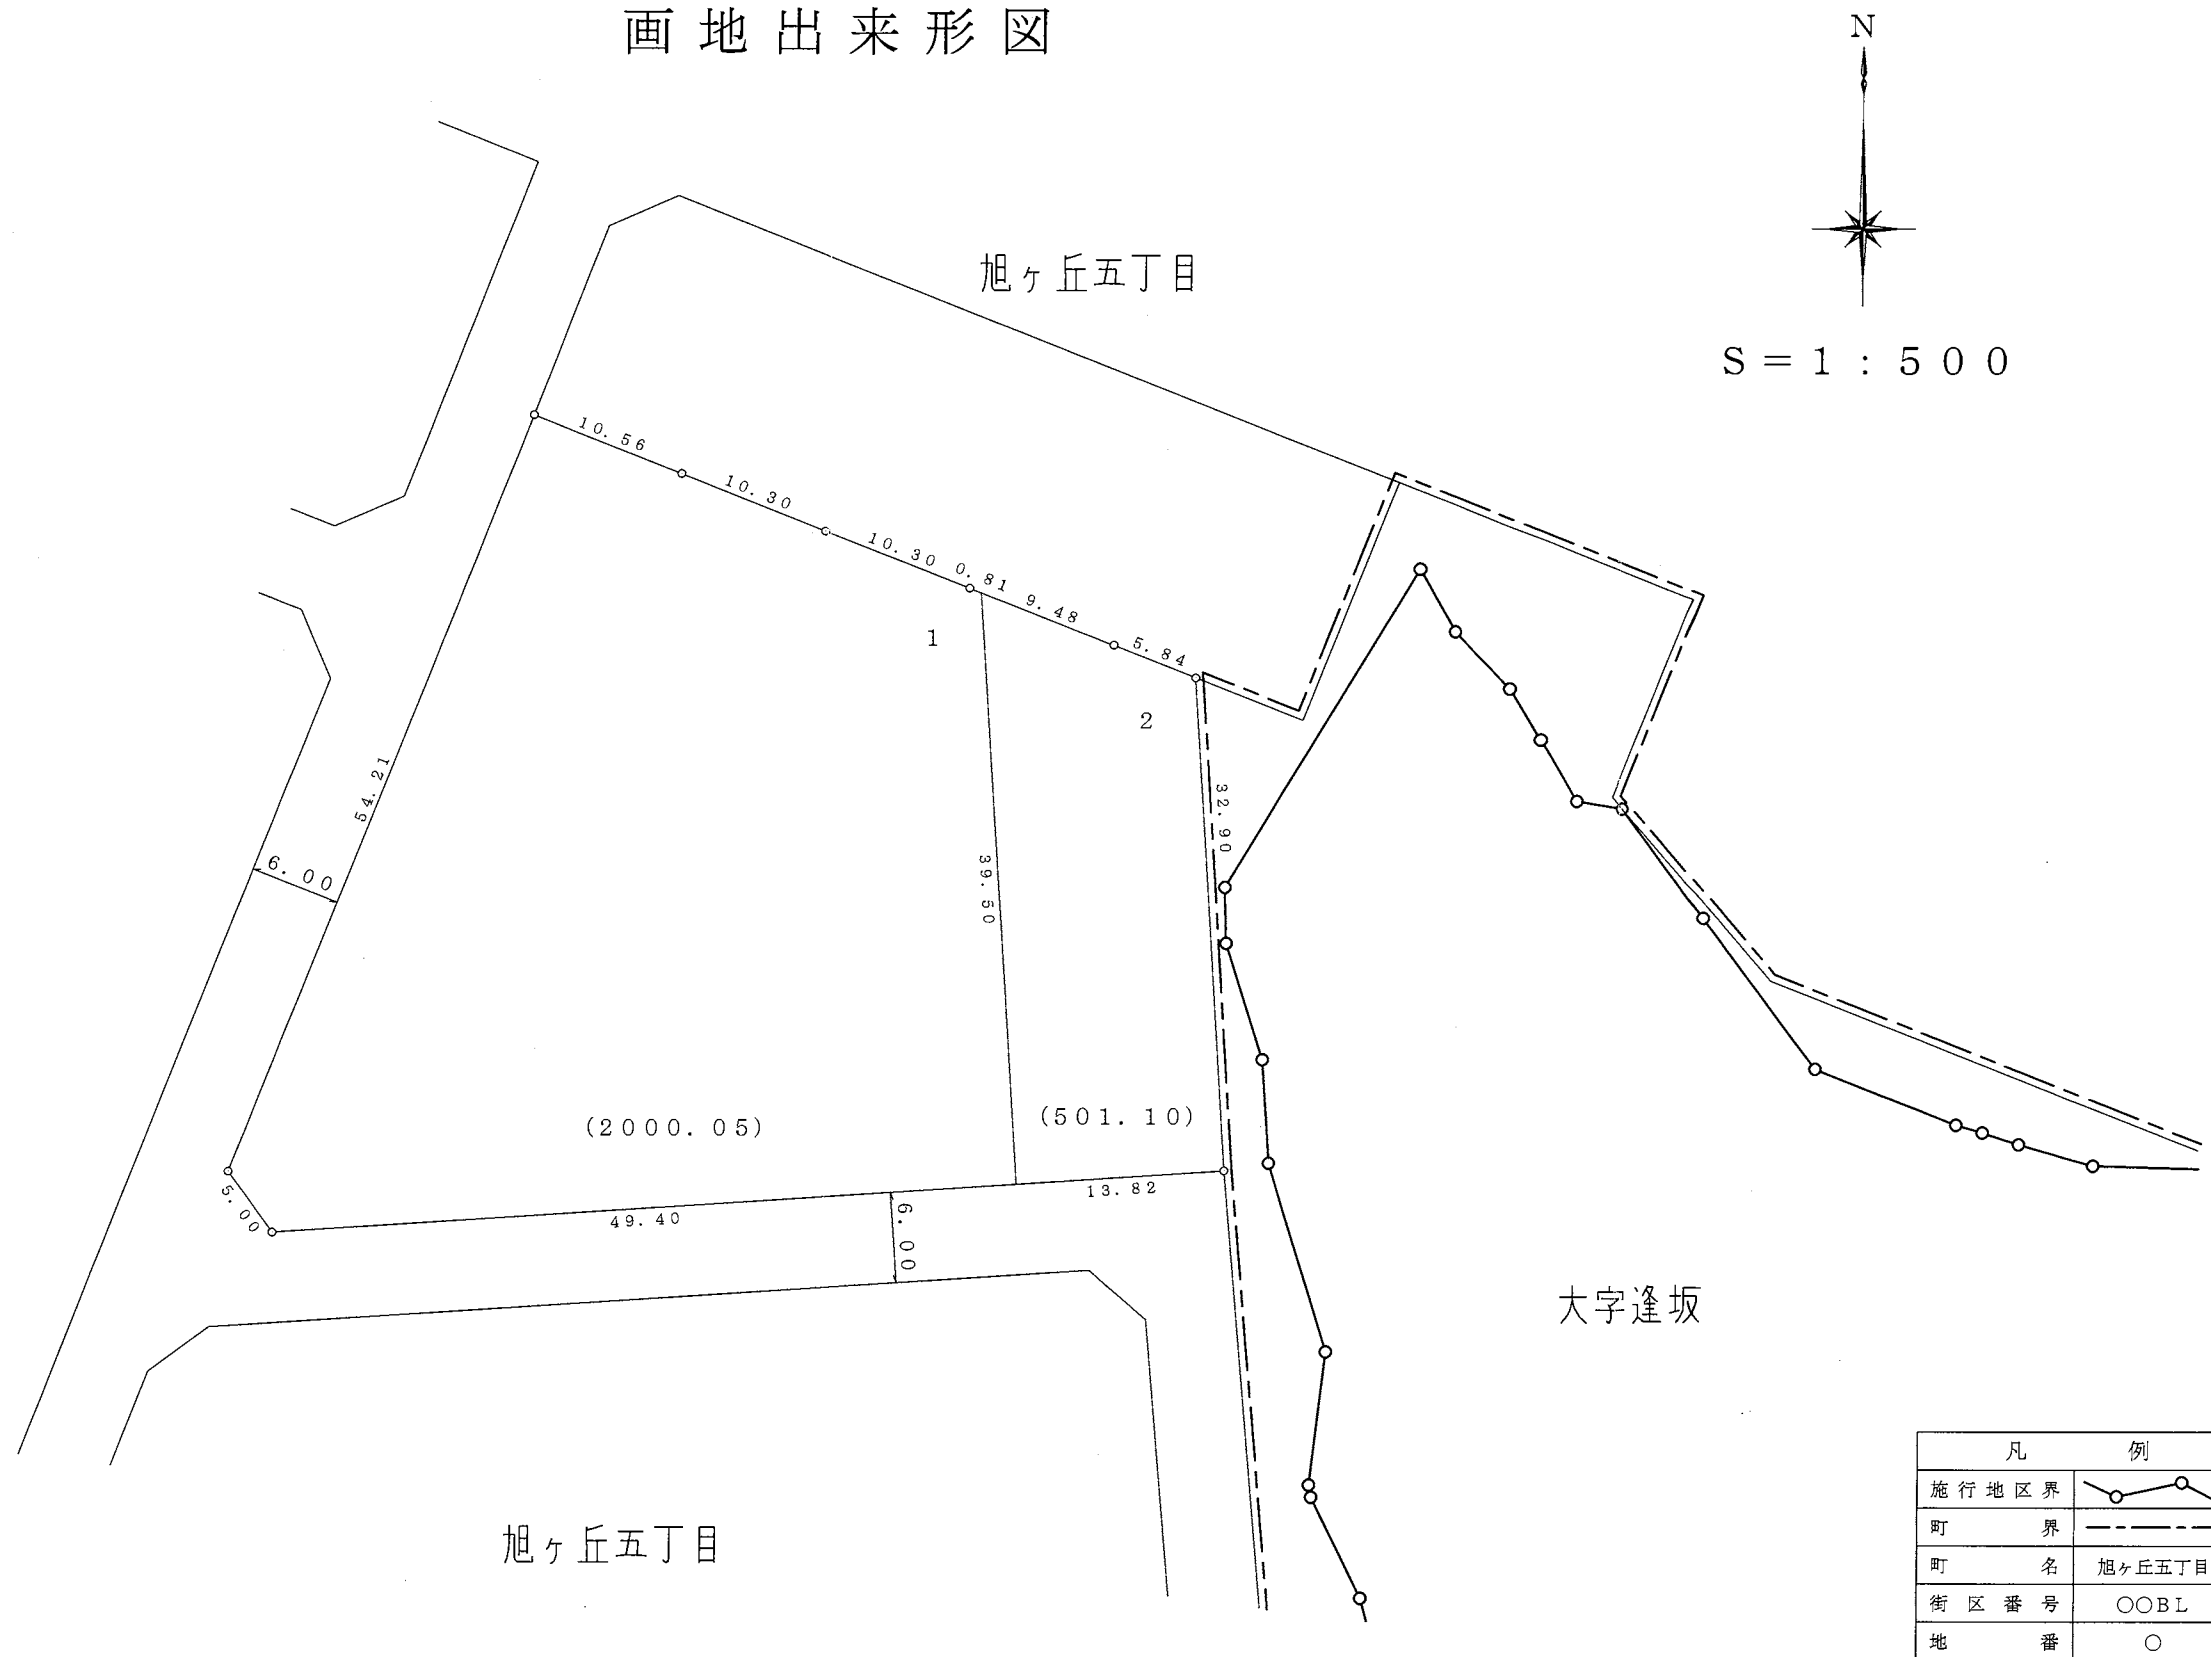 画地出来形図
N
旭ヶ丘五丁目
S=1:500
10.56
10.30
10.30
0.81
9.48
1
5.84
2
54.21
32.90
6.00
39.50
(2000.05)
(501.10)
5.00
49.40
13.82
6.00
大字逢坂
旭ヶ丘五丁目
凡例
施行地区界
町界
町名 旭ヶ丘五丁目
街区番号 ○○BL
地番 ○